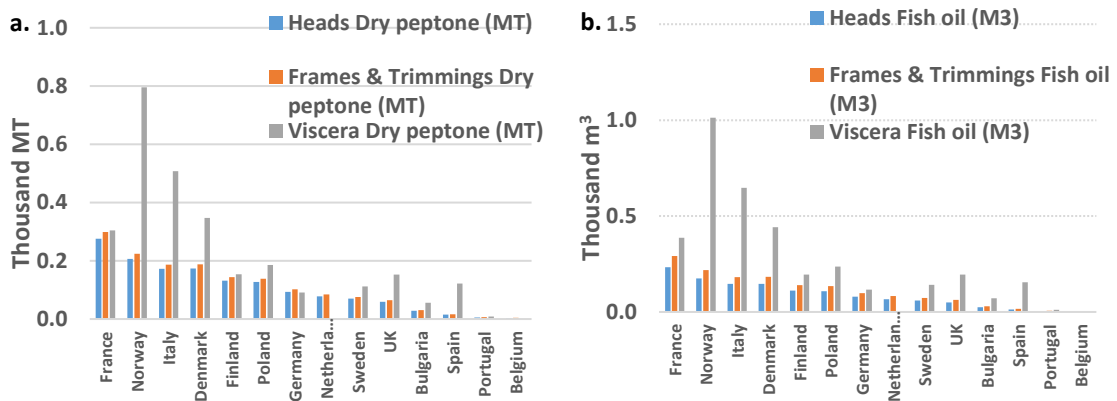 a.
Thousand MT
1.0
0.8
0.6
0.4
0.2
0.0
Heads Dry peptone (MT)
Frames & Trimmings Dry
peptone (MT)
Viscera Dry peptone (MT)
France
Norway
Italy
Denmark
Finland
Poland
Germany
Netherla...
Sweden
UK
Bulgaria
Spain
Portugal
Belgium
b.
Thousand m³
1.5
1.0
0.5
0.0
Heads Fish oil (M3)
Frames & Trimmings Fish oil
(M3)
Viscera Fish oil (M3)
France
Norway
Italy
Denmark
Finland
Poland
Germany
Netherlan...
Sweden
UK
Bulgaria
Spain
Portugal
Belgium